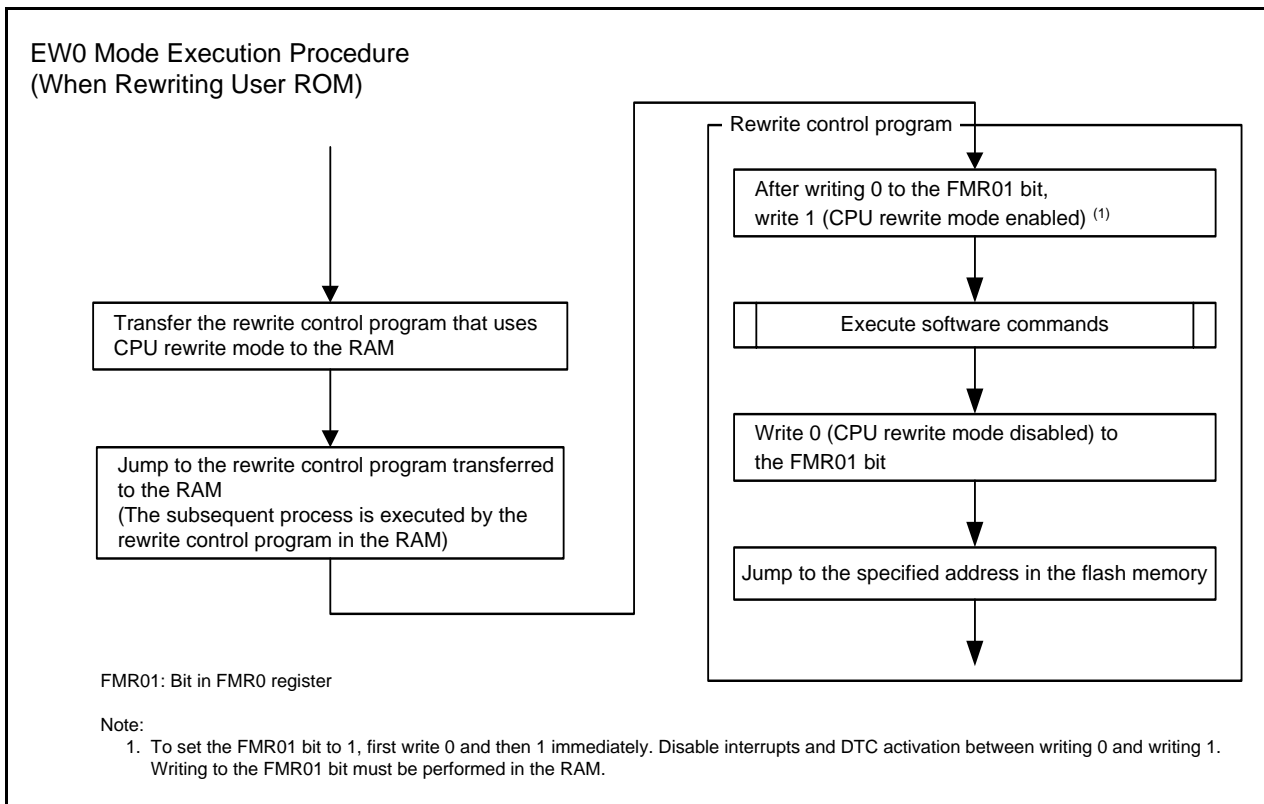 EW0 Mode Execution Procedure
(When Rewriting User ROM)
Transfer the rewrite control program that uses
CPU rewrite mode to the RAM
Jump to the rewrite control program transferred
to the RAM
(The subsequent process is executed by the
rewrite control program in the RAM)
Rewrite control program
After writing 0 to the FMR01 bit,
write 1 (CPU rewrite mode enabled) (1)
Execute software commands
Write 0 (CPU rewrite mode disabled) to
the FMR01 bit
Jump to the specified address in the flash memory
FMR01: Bit in FMR0 register
Note:
1. To set the FMR01 bit to 1, first write 0 and then 1 immediately. Disable interrupts and DTC activation between writing 0 and writing 1.
Writing to the FMR01 bit must be performed in the RAM.